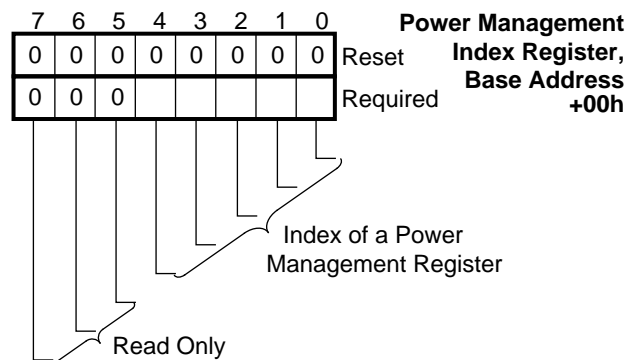 7 6 5 4 3 2 1 0
0 0 0 0 0 0 0 0 Reset
0 0 0 Required
Power Management
Index Register,
Base Address
+00h
Index of a Power
Management Register
Read Only